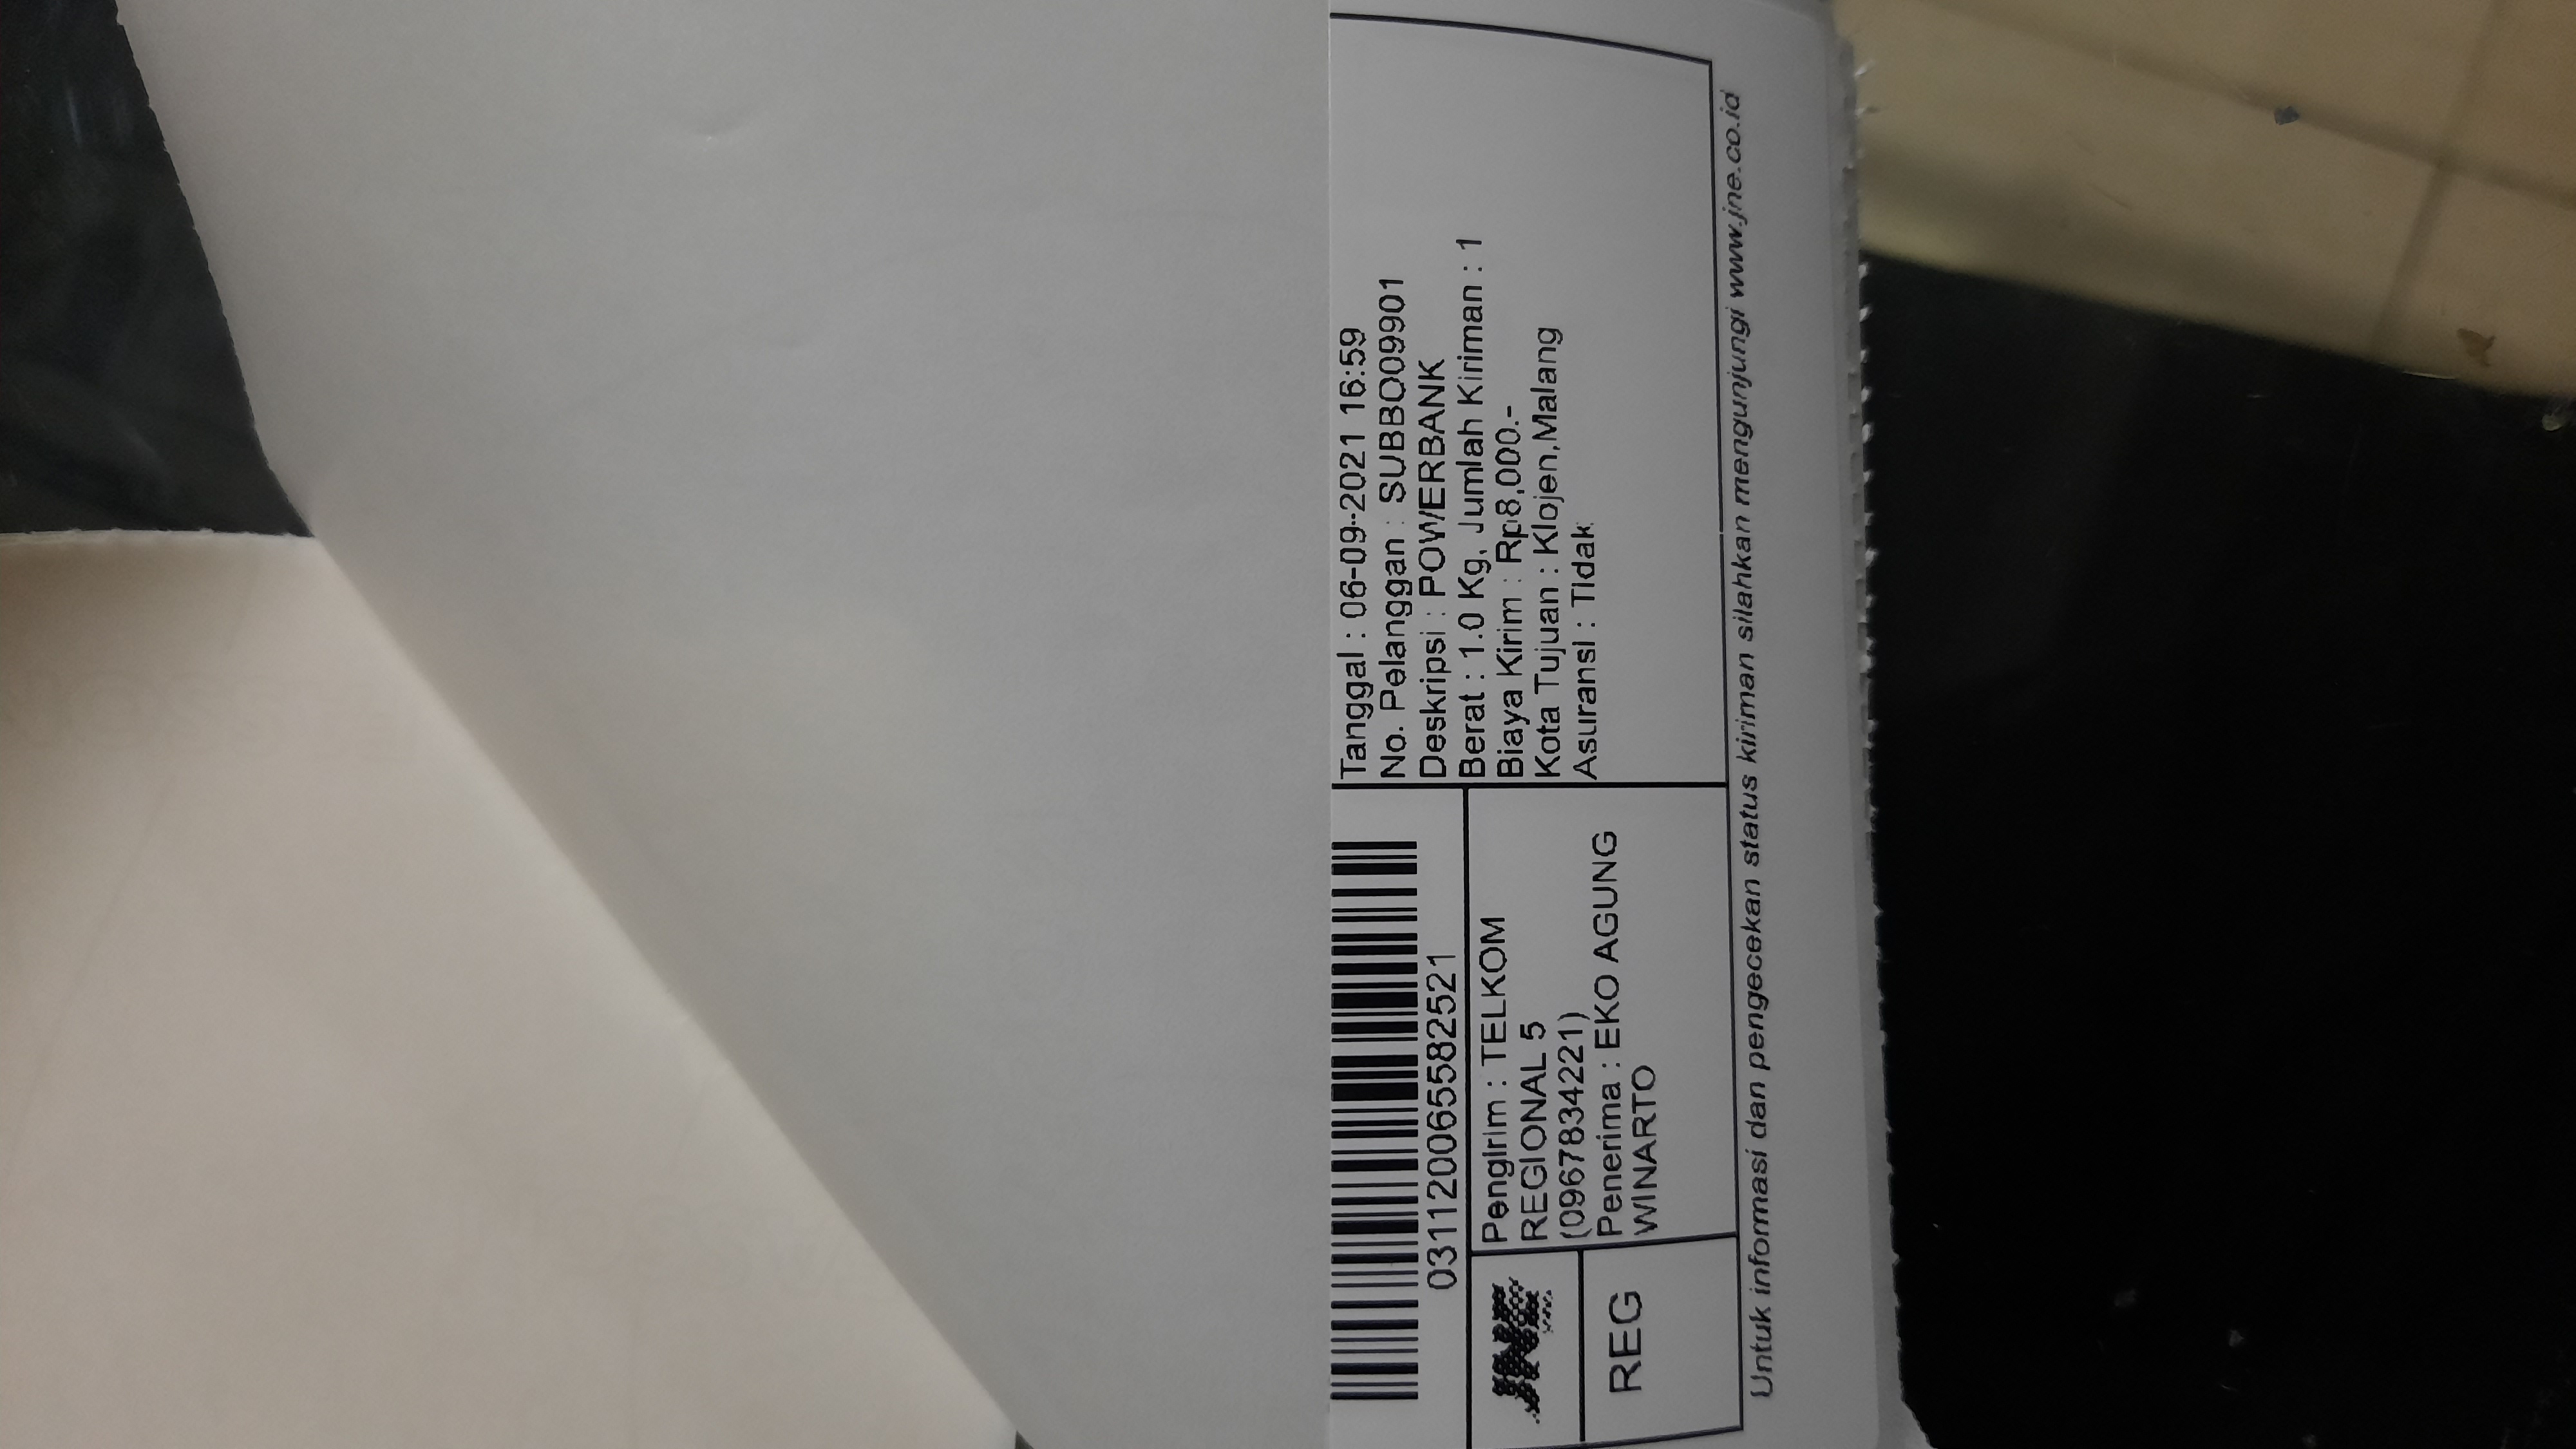 031120065582521
JNE
REG
Pengirim : TELKOM
REGIONAL 5
(0967834221)
Penerima : EKO AGUNG
WINARTO
Tanggal : 06-09-2021 16:59
No. Pelanggan : SUBBO09901
Deskripsi : POWERBANK
Berat : 1.0 Kg, Jumlah Kiriman : 1
Biaya Kirim : Rp8,000.-
Kota Tujuan : Klojen,Malang
Asuransi : Tidak
Untuk informasi dan pengecekan status kiriman silahkan mengunjungi www.jne.co.id